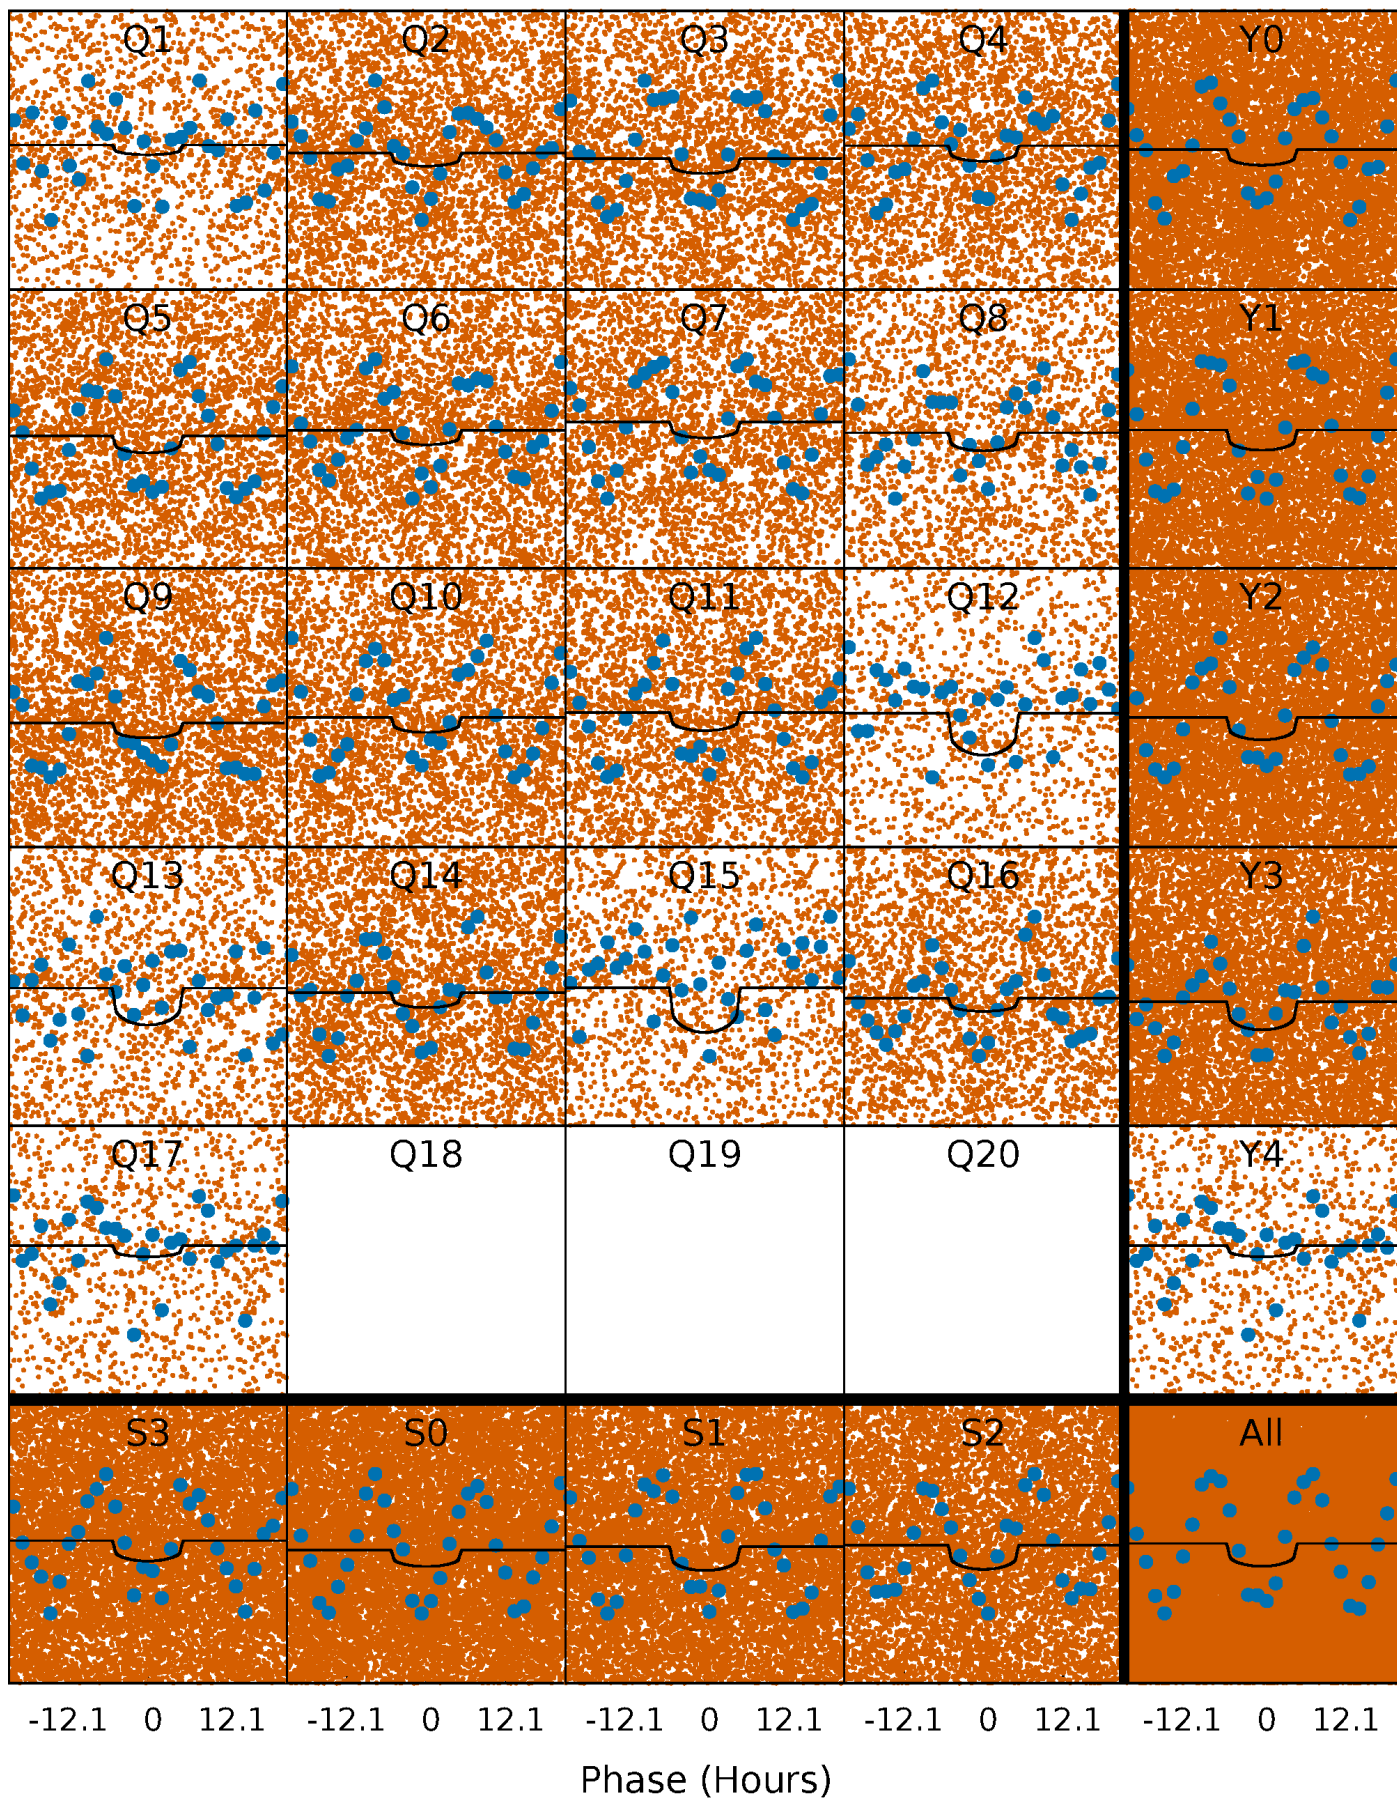 Q1 Q2 Q3 Q4 Y0
Q5 Q6 Q7 Q8 Y1
Q9 Q10 Q11 Q12 Y2
Q13 Q14 Q15 Q16 Y3
Q17 Q18 Q19 Q20 Y4
S3 S0 S1 S2 All
-12.1 0 12.1 -12.1 0 12.1 -12.1 0 12.1 -12.1 0 12.1 -12.1 0 12.1
Phase (Hours)